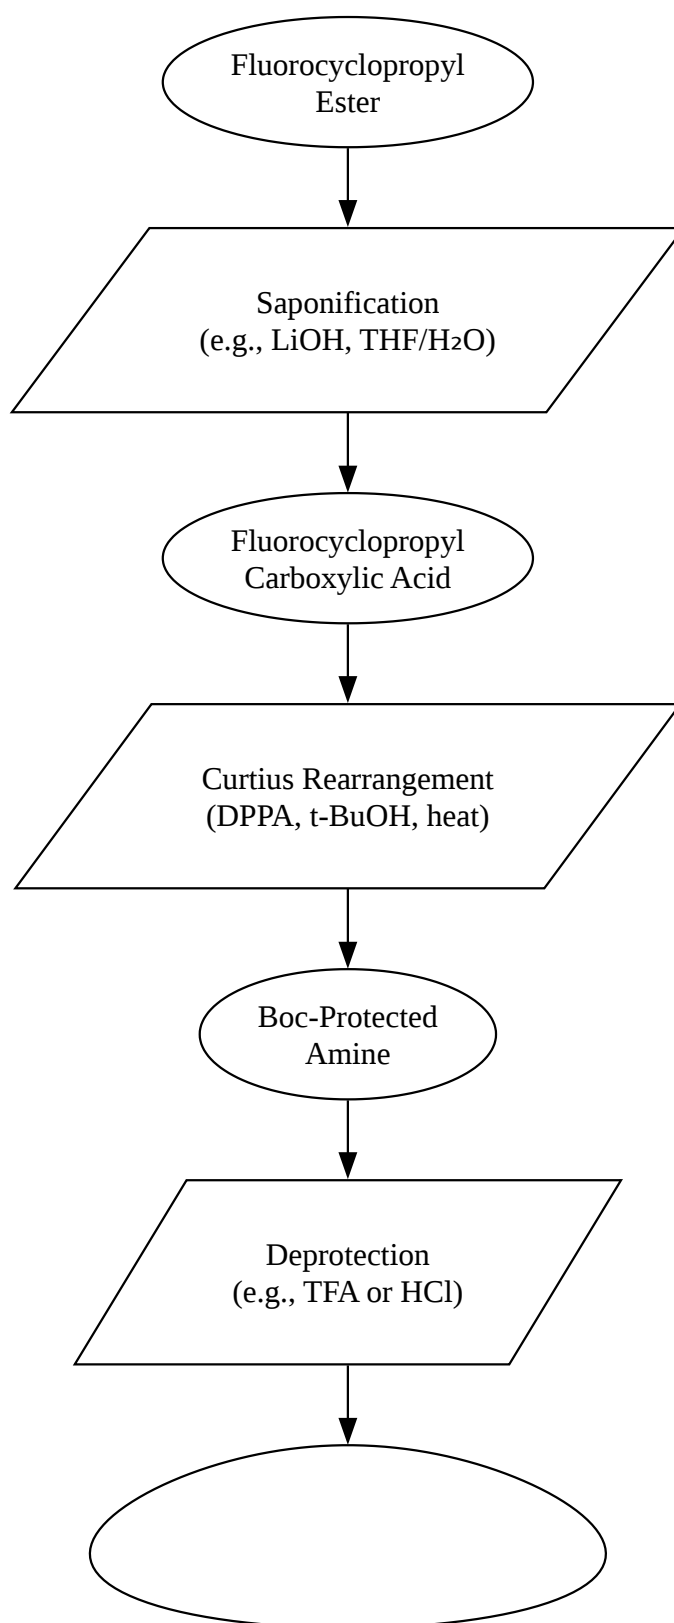 Fluorocyclopropyl
Ester
Saponification
(e.g., LiOH, THF/H₂O)
Fluorocyclopropyl
Carboxylic Acid
Curtius Rearrangement
(DPPA, t-BuOH, heat)
Boc-Protected
Amine
Deprotection
(e.g., TFA or HCl)